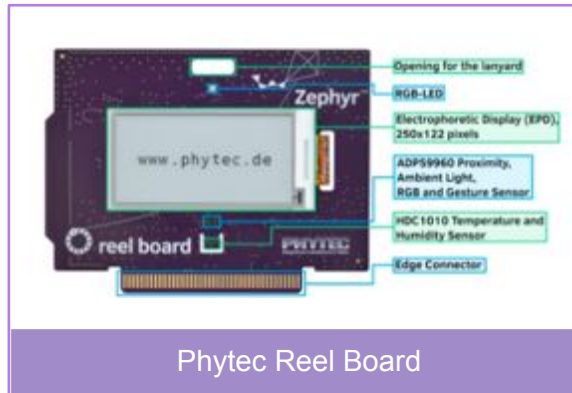 Opening for the lanyard
Zephyr
RGB-LED
Electrophoretic Display (EPD),
250x122 pixels
www.phytec.de
ADPS9960 Proximity,
Ambient Light,
RGB and Gesture Sensor
HDC1010 Temperature and
Humidity Sensor
reel board
PHYTEC
Edge Connector
Phytec Reel Board